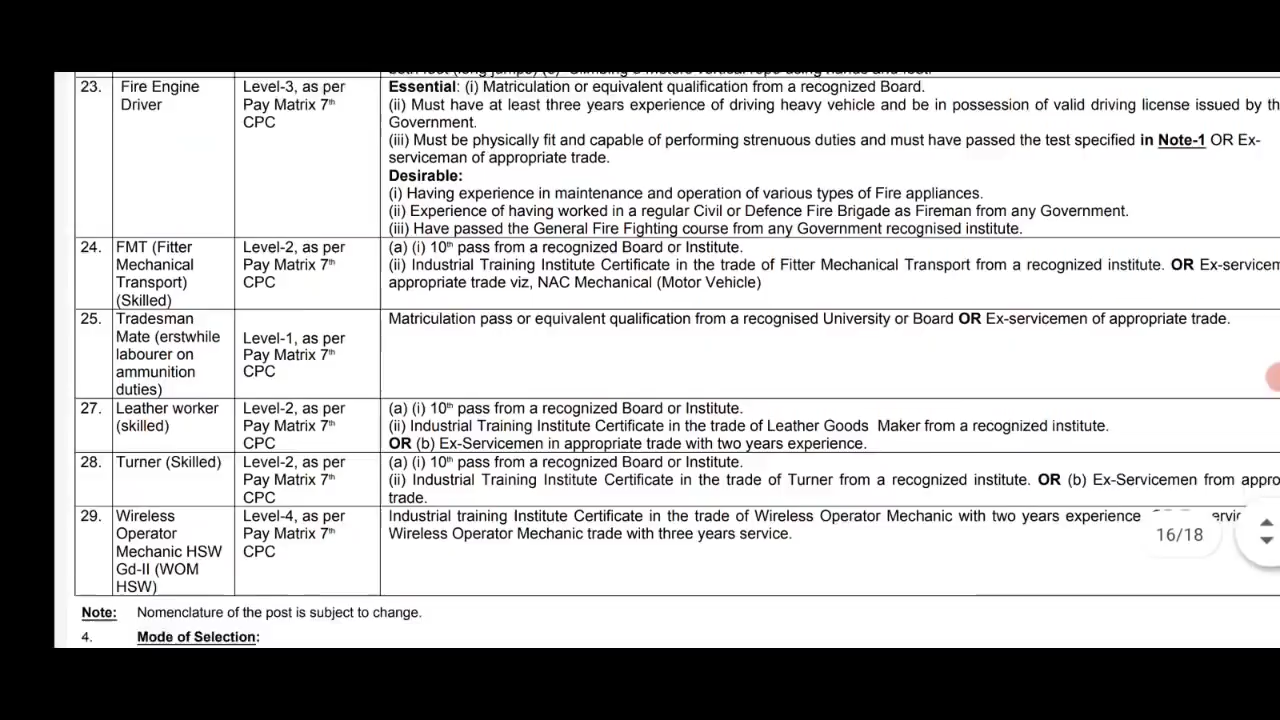 23. Fire Engine Driver Level-3, as per Pay Matrix 7th CPC Essential: (i) Matriculation or equivalent qualification from a recognized Board.
(ii) Must have at least three years experience of driving heavy vehicle and be in possession of valid driving license issued by
Government.
(iii) Must be physically fit and capable of performing strenuous duties and must have passed the test specified in Note-1 OR Ex-
serviceman of appropriate trade.
Desirable:
(i) Having experience in maintenance and operation of various types of Fire appliances.
(ii) Experience of having worked in a regular Civil or Defence Fire Brigade as Fireman from any Government.
(iii) Have passed the General Fire Fighting course from any Government recognised institute.
24. FMT (Fitter Mechanical Transport) (Skilled) Level-2, as per Pay Matrix 7th CPC (a) (i) 10th pass from a recognized Board or Institute.
(ii) Industrial Training Institute Certificate in the trade of Fitter Mechanical Transport from a recognized institute. OR
appropriate trade viz, NAC Mechanical (Motor Vehicle)
25. Tradesman Mate (erstwhile labourer on ammunition duties) Level-1, as per Pay Matrix 7th CPC Matriculation pass or equivalent qualification from a recognised University or Board OR Ex-servicemen of appropriate trade.
27. Leather worker (skilled) Level-2, as per Pay Matrix 7th CPC (a) (i) 10th pass from a recognized Board or Institute.
(ii) Industrial Training Institute Certificate in the trade of Leather Goods Maker from a recognized institute.
OR (b) Ex-Servicemen in appropriate trade with two years experience.
28. Turner (Skilled) Level-2, as per Pay Matrix 7th CPC (a) (i) 10th pass from a recognized Board or Institute.
(ii) Industrial Training Institute Certificate in the trade of Turner from a recognized institute. OR (b) Ex-Servicemen from
trade.
29. Wireless Operator Mechanic HSW Gd-II (WOM HSW) Level-4, as per Pay Matrix 7th CPC Industrial training Institute Certificate in the trade of Wireless Operator Mechanic with two years experience
Wireless Operator Mechanic trade with three years service.
16/18
Note: Nomenclature of the post is subject to change.
4. Mode of Selection: